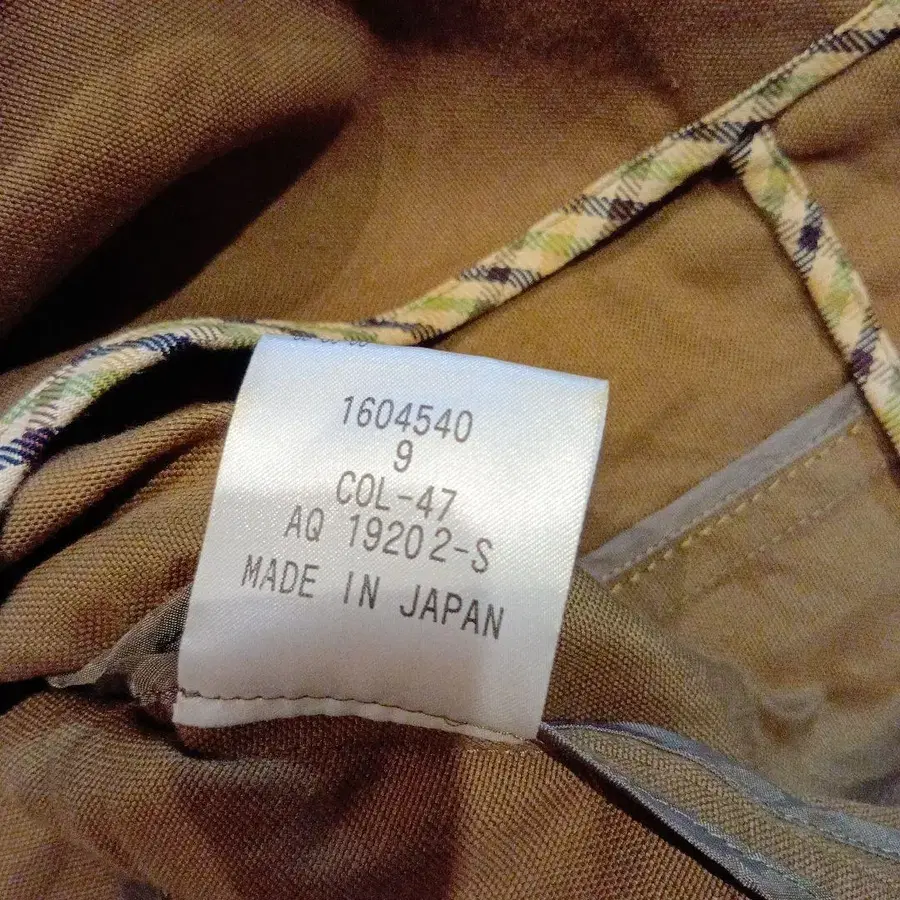 1604540
9
COL-47
AQ 19202-S
MADE IN JAPAN